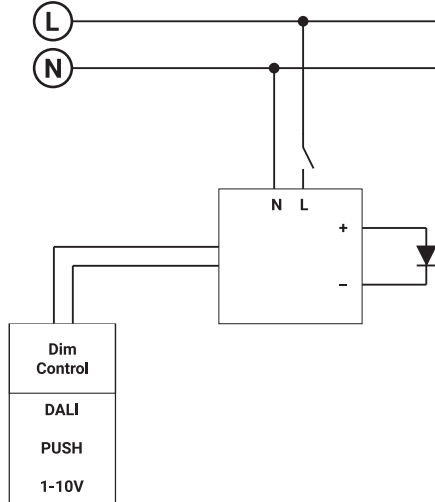 L
N
N L
+
–
Dim
Control
DALI
PUSH
1-10V